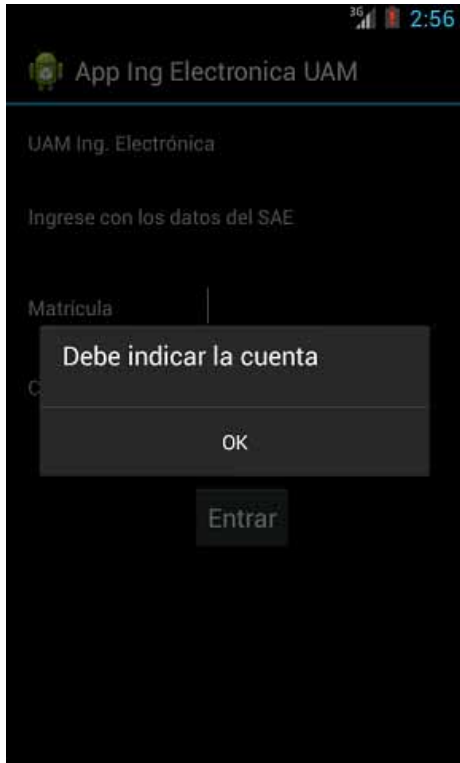 3G
2:56
App Ing Electronica UAM
UAM Ing. Electrónica
Ingrese con los datos del SAE
Matrícula
Debe indicar la cuenta
C
OK
Entrar